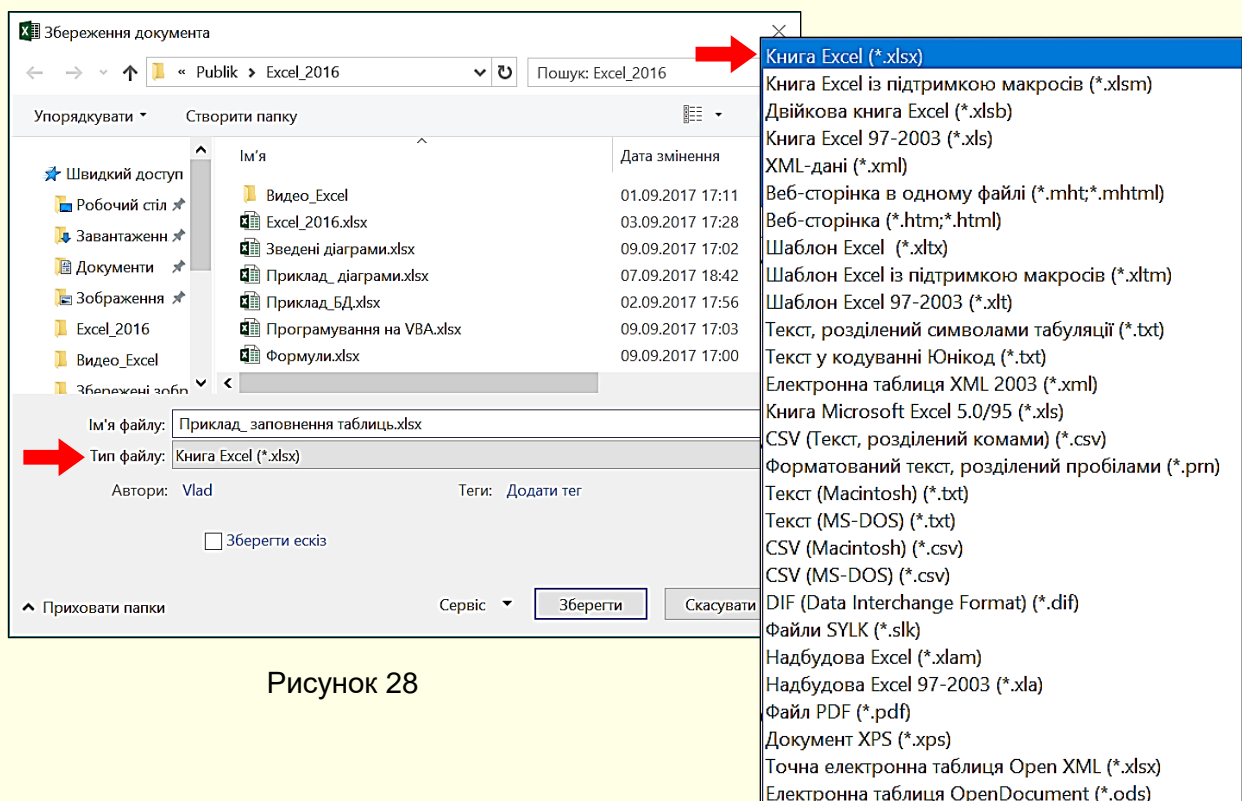 Збереження документа
« Publik > Excel_2016
Пошук: Excel_2016
Упорядкувати
Створити папку
Ім'я
Дата змінення
Швидкий доступ
Робочий стіл
Завантаженн
Документи
Зображення
Excel_2016
Видео_Excel
Збережені зобр
Видео_Excel 01.09.2017 17:11
Excel_2016.xlsx 03.09.2017 17:28
Зведені діаграми.xlsx 09.09.2017 17:02
Приклад_ діаграми.xlsx 07.09.2017 18:42
Приклад_БД.xlsx 02.09.2017 17:56
Програмування на VBA.xlsx 09.09.2017 17:03
Формули.xlsx 09.09.2017 17:00
Ім'я файлу: Приклад_ заповнення таблиць.xlsx
Тип файлу: Книга Excel (*.xlsx)
Автори: Vlad
Теги: Додати тег
Зберегти ескіз
Приховати папки
Сервіс
Зберегти
Скасувати
Рисунок 28
Книга Excel (*.xlsx)
Книга Excel із підтримкою макросів (*.xlsm)
Двійкова книга Excel (*.xlsb)
Книга Excel 97-2003 (*.xls)
XML-дані (*.xml)
Веб-сторінка в одному файлі (*.mht;*.mhtml)
Веб-сторінка (*.htm;*.html)
Шаблон Excel (*.xltx)
Шаблон Excel із підтримкою макросів (*.xltm)
Шаблон Excel 97-2003 (*.xlt)
Текст, розділений символами табуляції (*.txt)
Текст у кодуванні Юнікод (*.txt)
Електронна таблиця XML 2003 (*.xml)
Книга Microsoft Excel 5.0/95 (*.xls)
CSV (Текст, розділений комами) (*.csv)
Форматований текст, розділений пробілами (*.prn)
Текст (Macintosh) (*.txt)
Текст (MS-DOS) (*.txt)
CSV (Macintosh) (*.csv)
CSV (MS-DOS) (*.csv)
DIF (Data Interchange Format) (*.dif)
Файли SYLK (*.slk)
Надбудова Excel (*.xlam)
Надбудова Excel 97-2003 (*.xla)
Файл PDF (*.pdf)
Документ XPS (*.xps)
Точна електронна таблиця Open XML (*.xlsx)
Електронна таблиця OpenDocument (*.ods)